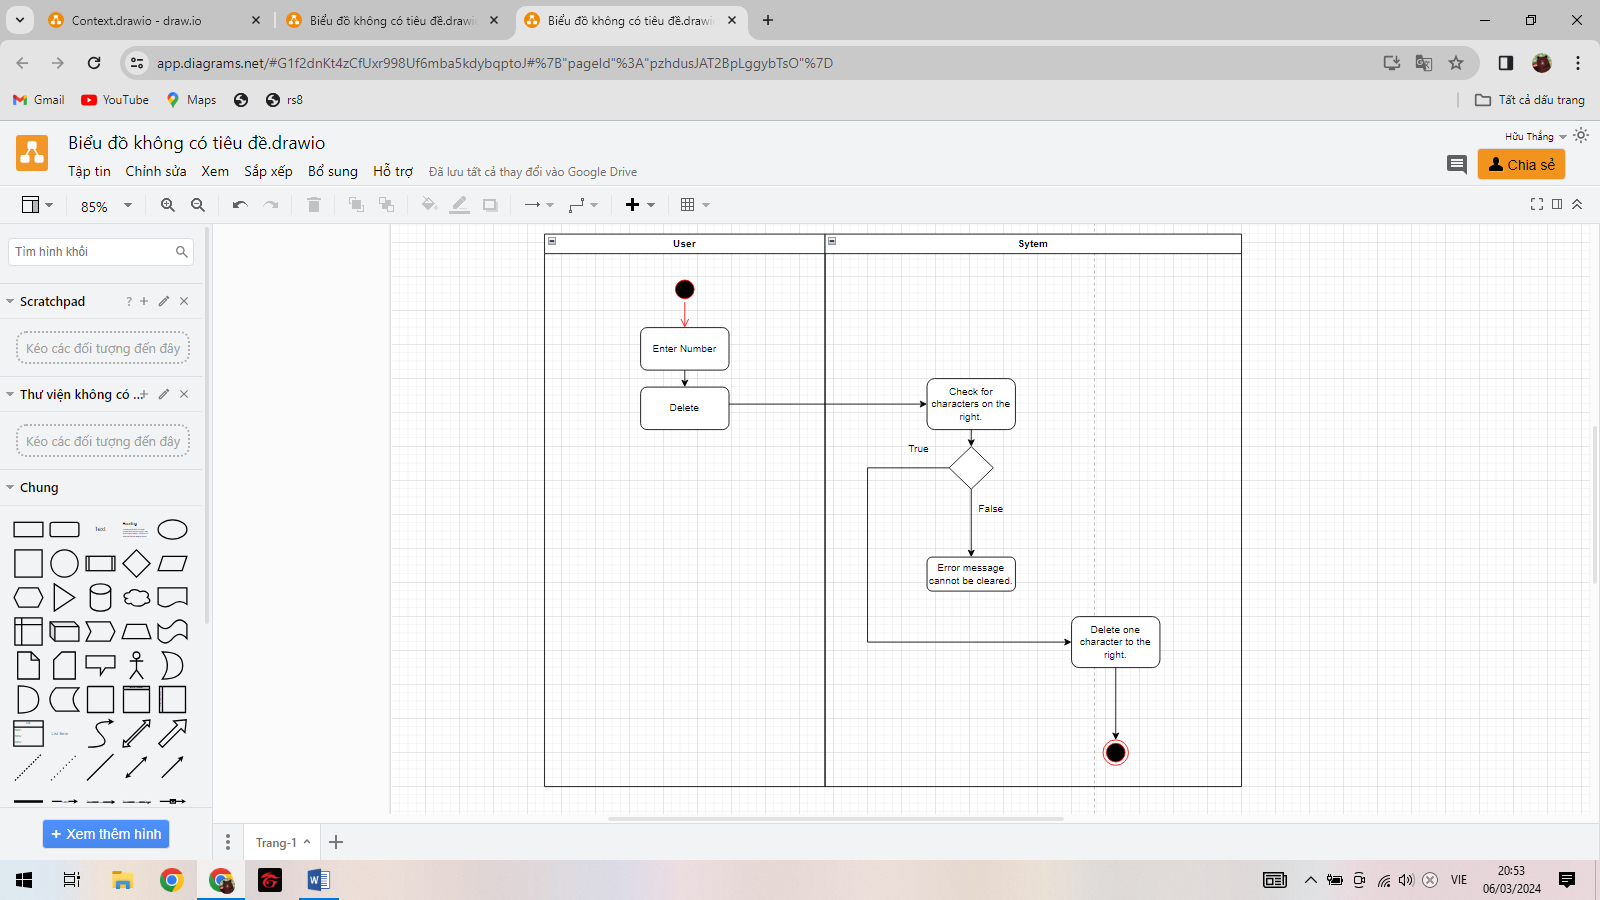 Context.drawio - draw.io
Biểu đồ không có tiêu đề.drawi
Biểu đồ không có tiêu đề.drawi
app.diagrams.net/#G1f2dnKt4zCfUxr998Uf6mba5kdybqptoJ#%7B"pageId"%3A"pzhdusJAT2BpLggybTsO"%7D
Gmail
YouTube
Maps
rs8
Tất cả dấu trang
Biểu đồ không có tiêu đề.drawio
Hữu Thắng
Tập tin
Chỉnh sửa
Xem
Sắp xếp
Bổ sung
Hỗ trợ
Đã lưu tất cả thay đổi vào Google Drive
Chia sẻ
85%
Tìm hình khối
Scratchpad
?
Kéo các đối tượng đến đây
Thư viện không có ...
Kéo các đối tượng đến đây
Chung
Text
Heading
User
Sytem
Enter Number
Delete
Check for
characters on the
right.
True
False
Error message
cannot be cleared.
Delete one
character to the
right.
+ Xem thêm hình
Trang-1
VIE
20:53
06/03/2024